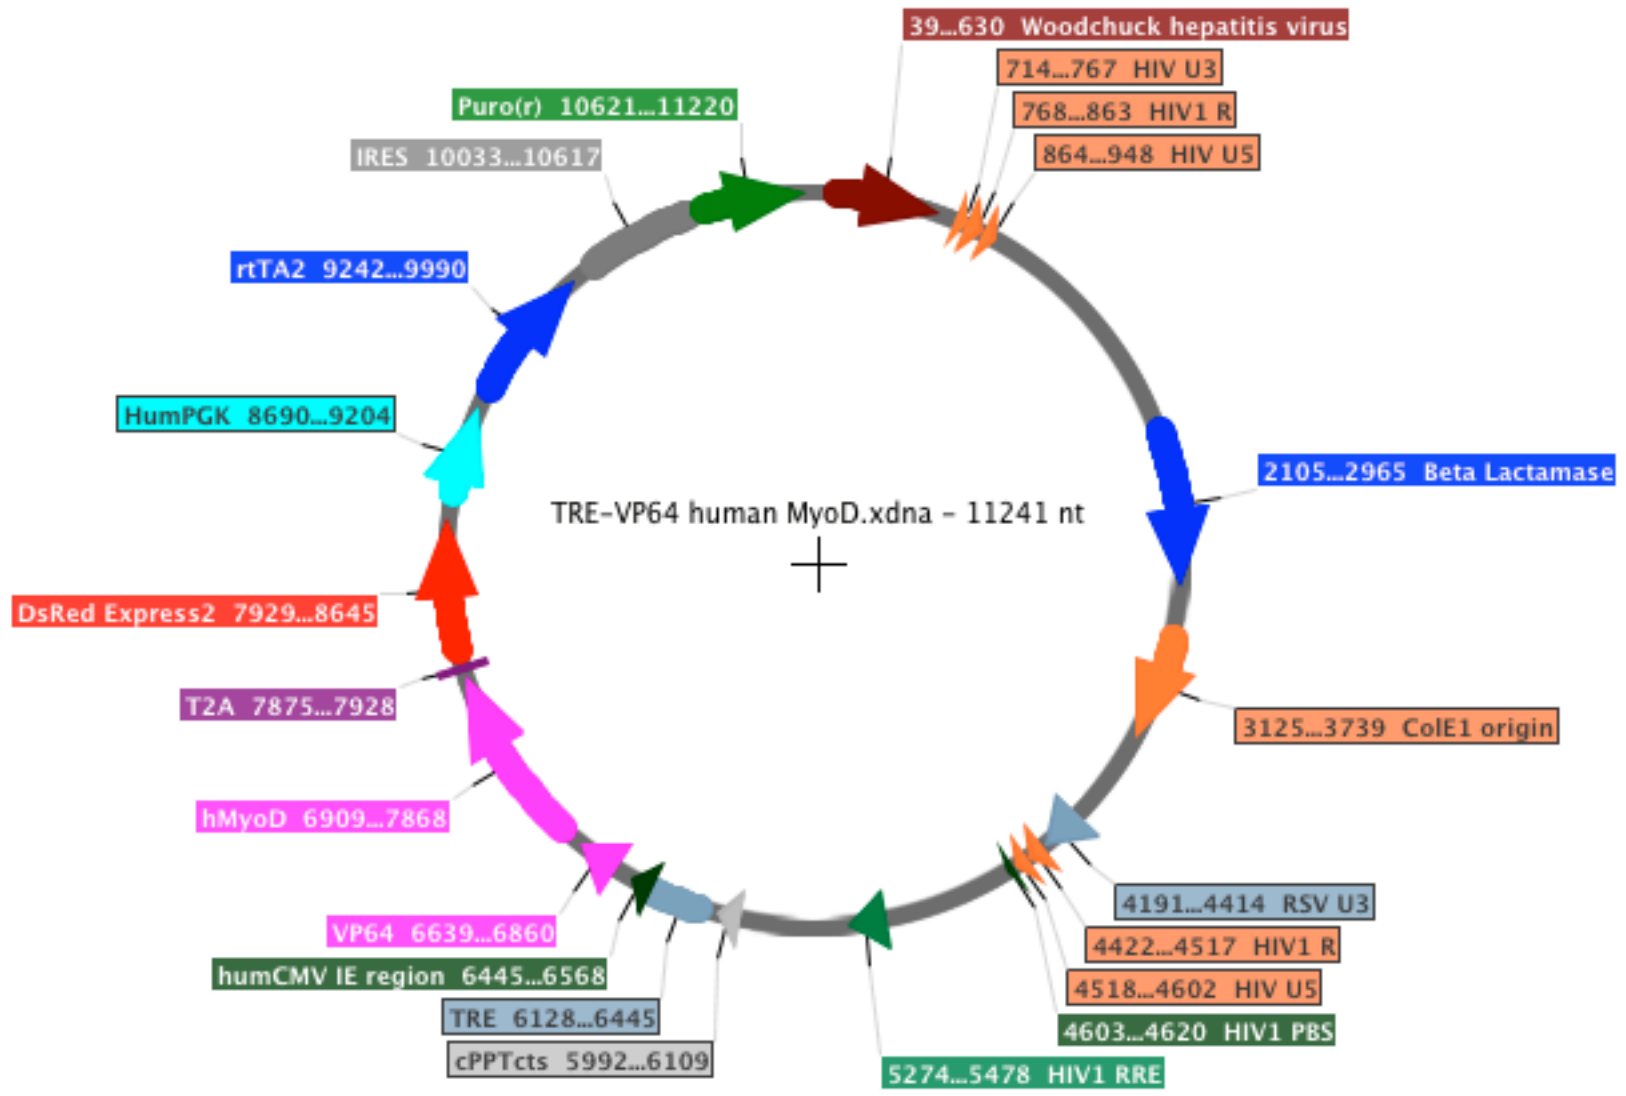 39...630 Woodchuck hepatitis virus
714...767 HIV U3
Puro(r) 10621...11220
768...863 HIV1 R
IRES 10033...10617
864...948 HIV U5
rtTA2 9242...9990
HumPGK 8690...9204
2105...2965 Beta Lactamase
TRE-VP64 human MyoD.xdna - 11241 nt
DsRed Express2 7929...8645
T2A 7875...7928
3125...3739 ColE1 origin
hMyoD 6909...7868
4191...4414 RSV U3
VP64 6639...6860
4422...4517 HIV1 R
humCMV IE region 6445...6568
4518...4602 HIV U5
TRE 6128...6445
4603...4620 HIV1 PBS
cPPTcts 5992...6109
5274...5478 HIV1 RRE